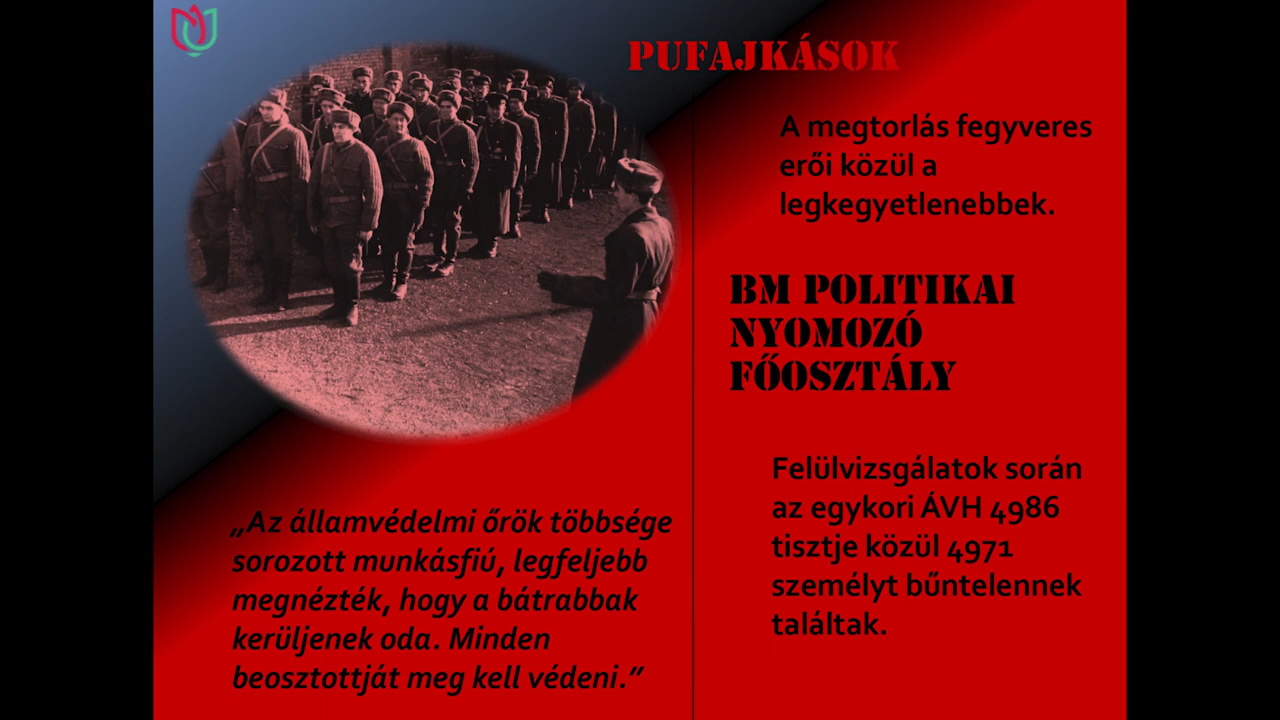 PUFAJKÁSOK
A megtorlás fegyveres
erői közül a
legkegyetlenebbek.
BM POLITIKAI
NYOMOZÓ
FŐOSZTÁLY
Felülvizsgálatok során
az egykori ÁVH 4986
tisztje közül 4971
személyt bűntelennek
találtak.
„Az államvédelmi őrök többsége
sorozott munkásfiú, legfeljebb
megnézték, hogy a bátrabbak
kerüljenek oda. Minden
beosztottját meg kell védeni.”